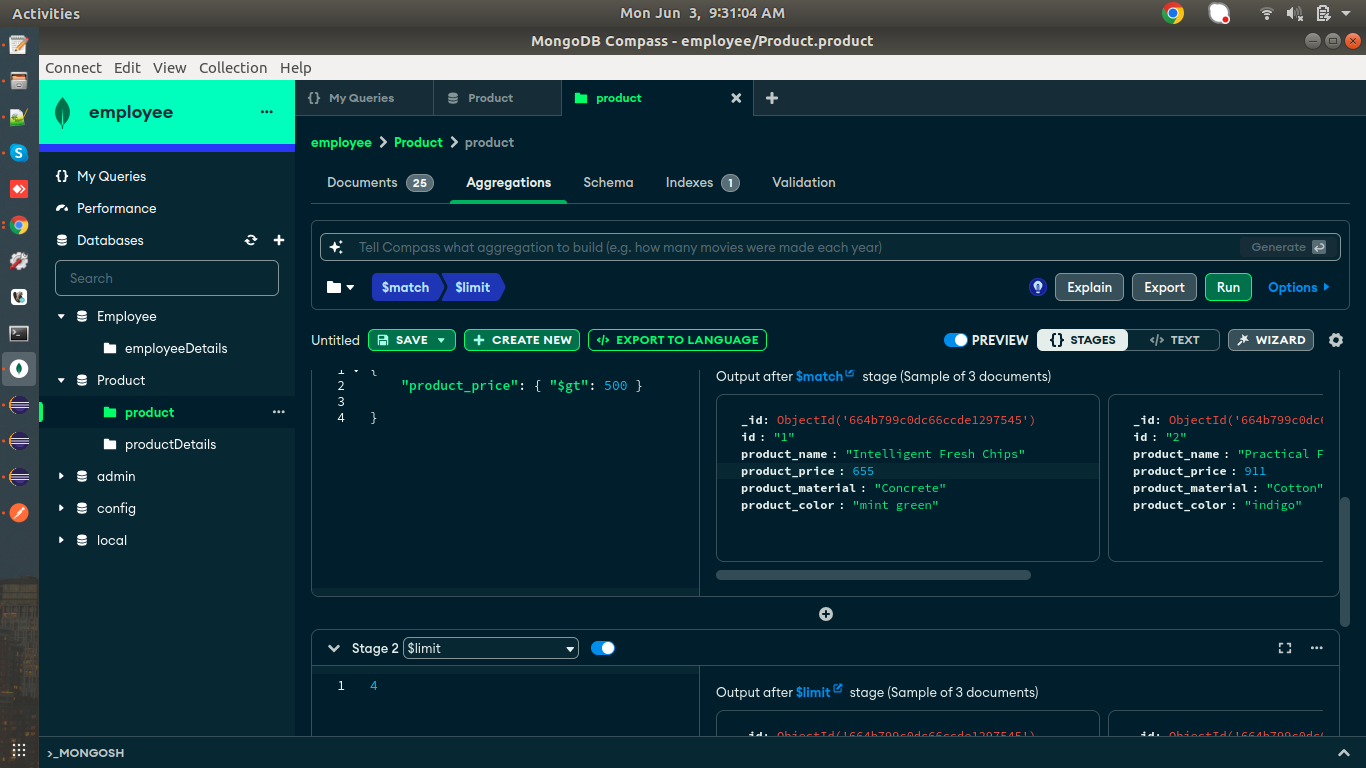 Activities
Mon Jun 3, 9:31:04 AM
MongoDB Compass - employee/Product.product
Connect Edit View Collection Help
employee
My Queries
Performance
Databases
Search
Employee
employeeDetails
Product
product
productDetails
admin
config
local
{} My Queries
Product
product
employee > Product > product
Documents 25
Aggregations
Schema
Indexes 1
Validation
Tell Compass what aggregation to build (e.g. how many movies were made each year)
Generate
$match $limit
Explain
Export
Run
Options
Untitled
SAVE
+ CREATE NEW
</> EXPORT TO LANGUAGE
PREVIEW
{} STAGES
</> TEXT
WIZARD
1 {
2 "product_price": { "$gt": 500 }
3
4 }
Output after $match stage (Sample of 3 documents)
_id: ObjectId('664b799c0dc66ccde1297545')
id: "1"
product_name: "Intelligent Fresh Chips"
product_price: 655
product_material: "Concrete"
product_color: "mint green"
_id: ObjectId('664b799c0dc6
id: "2"
product_name: "Practical F
product_price: 911
product_material: "Cotton"
product_color: "indigo"
Stage 2 $limit
1 4
Output after $limit stage (Sample of 3 documents)
_id: ObjectId('664b799c0dc66ccde1297545')
_id: ObjectId('664b799c0dc6
>_MONGOSH